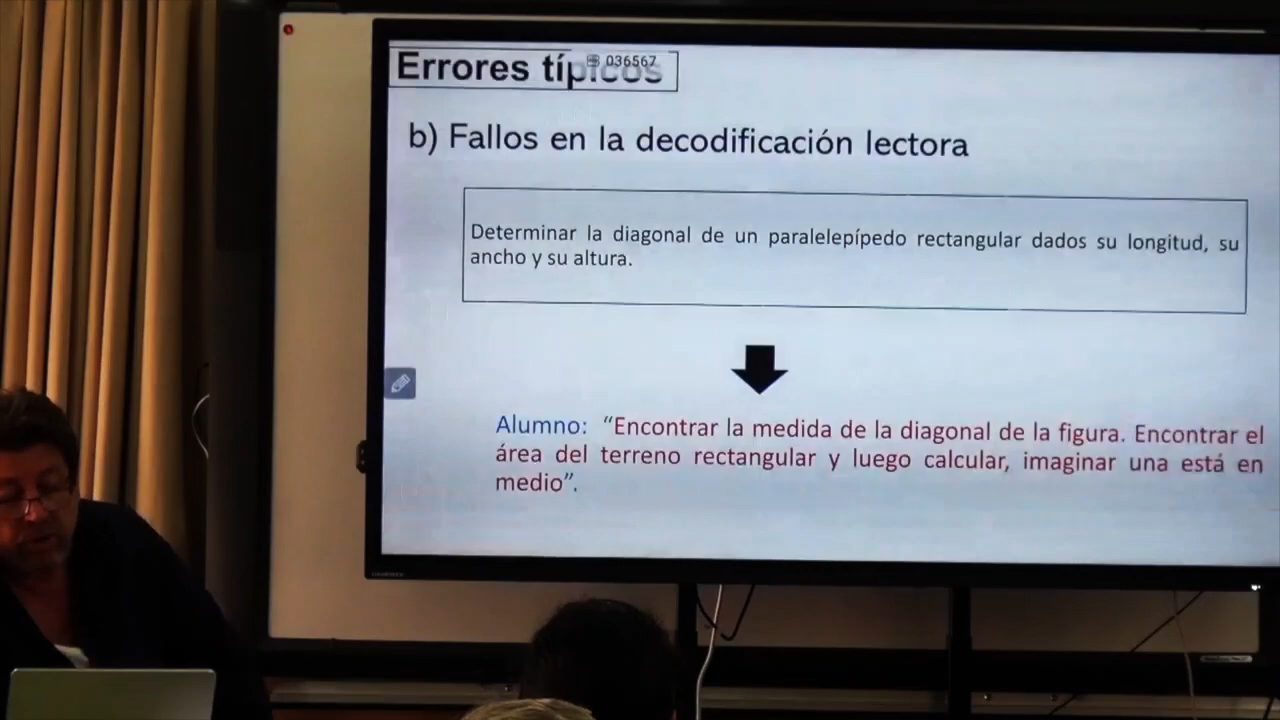 Errores típicos
036567
b) Fallos en la decodificación lectora
Determinar la diagonal de un paralelepípedo rectangular dados su longitud, su
ancho y su altura.
Alumno: “Encontrar la medida de la diagonal de la figura. Encontrar el
área del terreno rectangular y luego calcular, imaginar una está en
medio”.